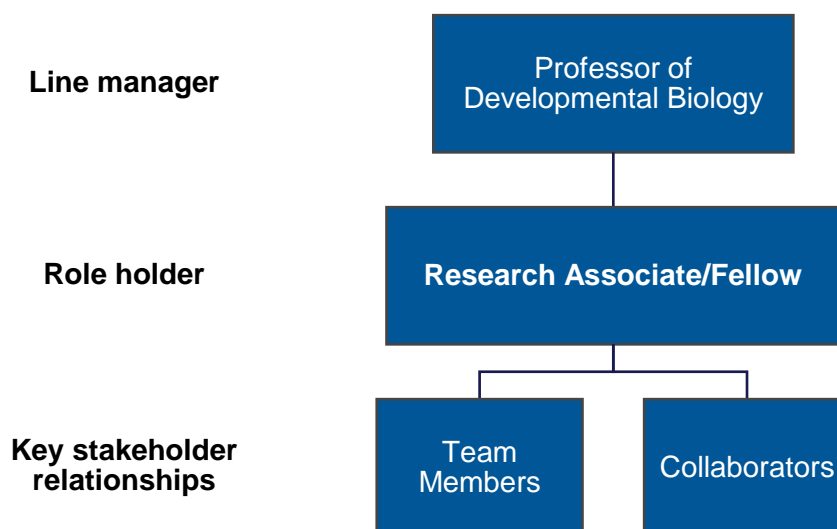 Line manager
Professor of
Developmental Biology
Role holder
Research Associate/Fellow
Key stakeholder
relationships
Team
Members
Collaborators